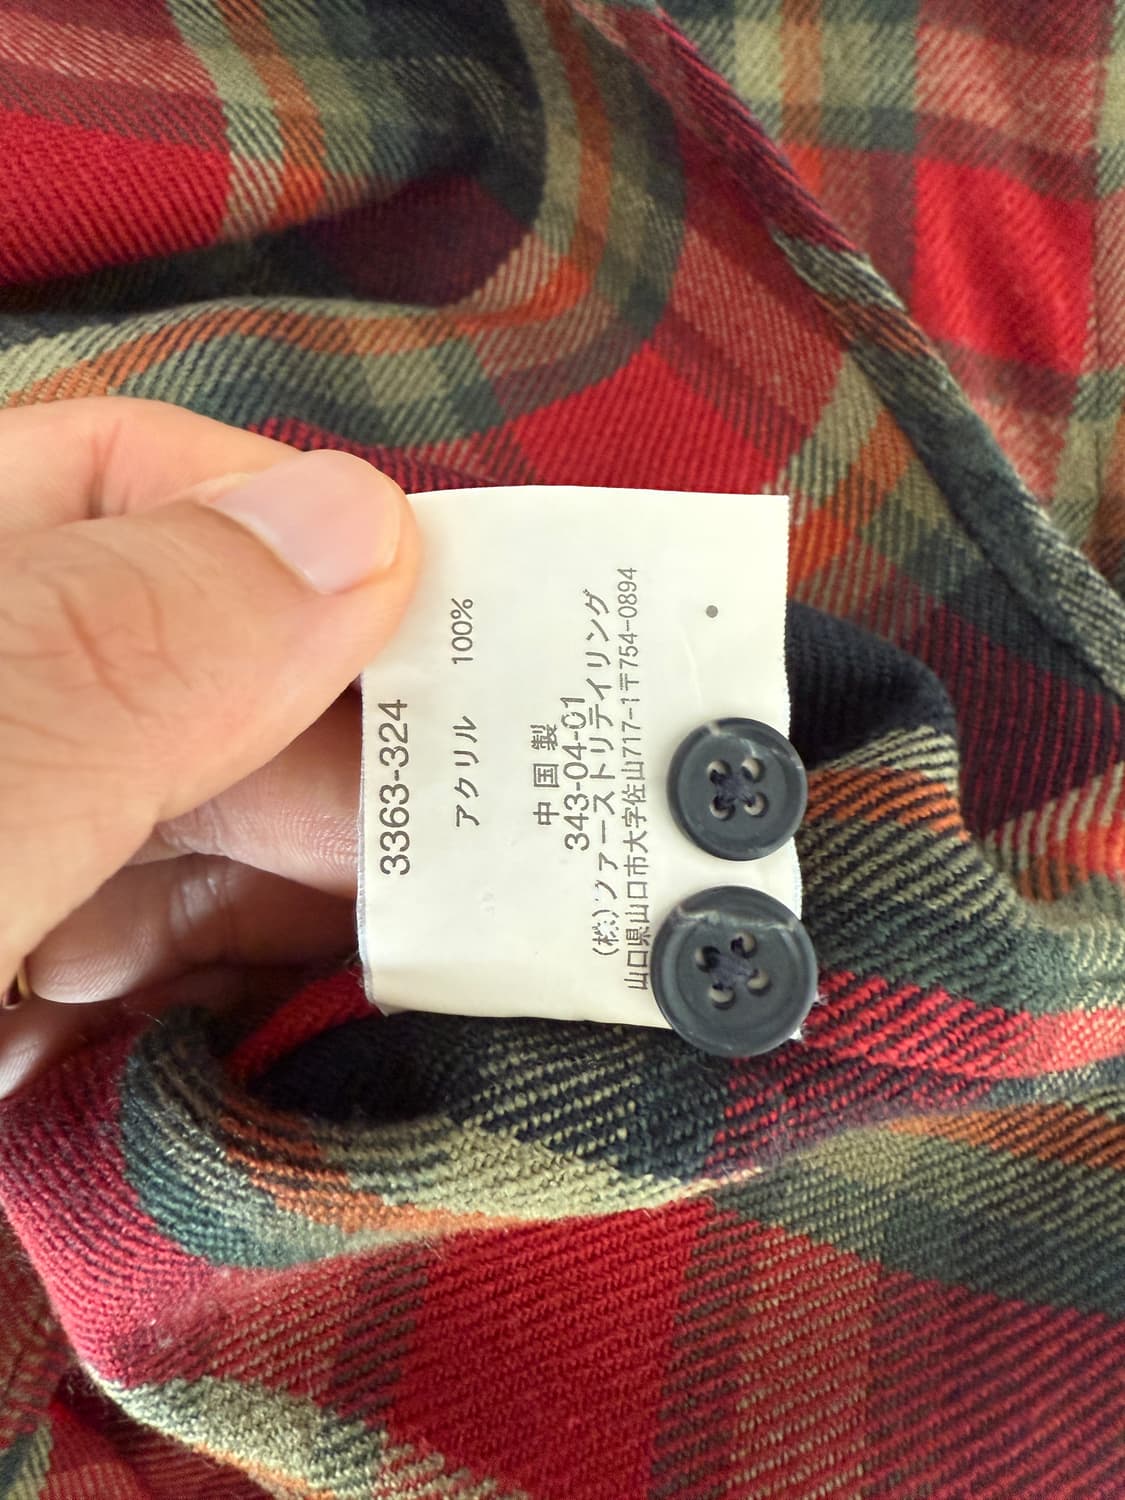 3363-324
アクリル 100%
中国製
343-04-01
(株)ファーストリテイリング
山口県山口市大字佐山717-1〒754-0894